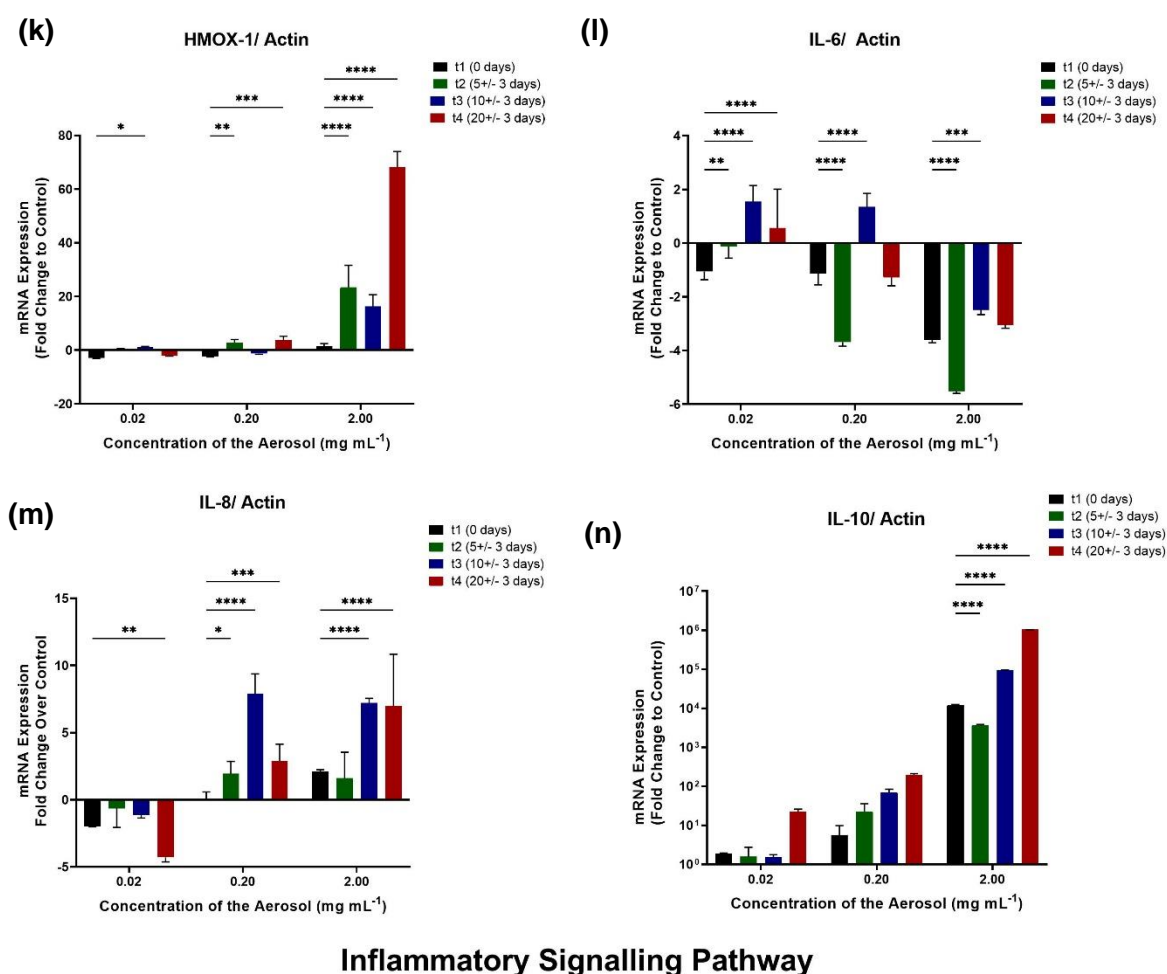 (k)
HMOX-1/ Actin
t1 (0 days)
t2 (5+/- 3 days)
t3 (10+/- 3 days)
t4 (20+/- 3 days)
****
*** ****
* ** ****
80
60
40
20
0
-20
mRNA Expression
(Fold Change to Control)
0.02 0.20 2.00
Concentration of the Aerosol (mg mL⁻¹)
(l)
IL-6/ Actin
t1 (0 days)
t2 (5+/- 3 days)
t3 (10+/- 3 days)
t4 (20+/- 3 days)
****
**** **** ***
** **** ****
4
2
0
-2
-4
-6
mRNA Expression
(Fold Change to Control)
0.02 0.20 2.00
Concentration of the Aerosol (mg mL⁻¹)
(m)
IL-8/ Actin
t1 (0 days)
t2 (5+/- 3 days)
t3 (10+/- 3 days)
t4 (20+/- 3 days)
***
** **** ****
* ****
15
10
5
0
-5
mRNA Expression
Fold Change Over Control)
0.02 0.20 2.00
Concentration of the Aerosol (mg mL⁻¹)
(n)
IL-10/ Actin
t1 (0 days)
t2 (5+/- 3 days)
t3 (10+/- 3 days)
t4 (20+/- 3 days)
****
****
****
10⁷
10⁶
10⁵
10⁴
10³
10²
10¹
10⁰
mRNA Expression
(Fold Change to Control)
0.02 0.20 2.00
Concentration of the Aerosol (mg mL⁻¹)
Inflammatory Signalling Pathway